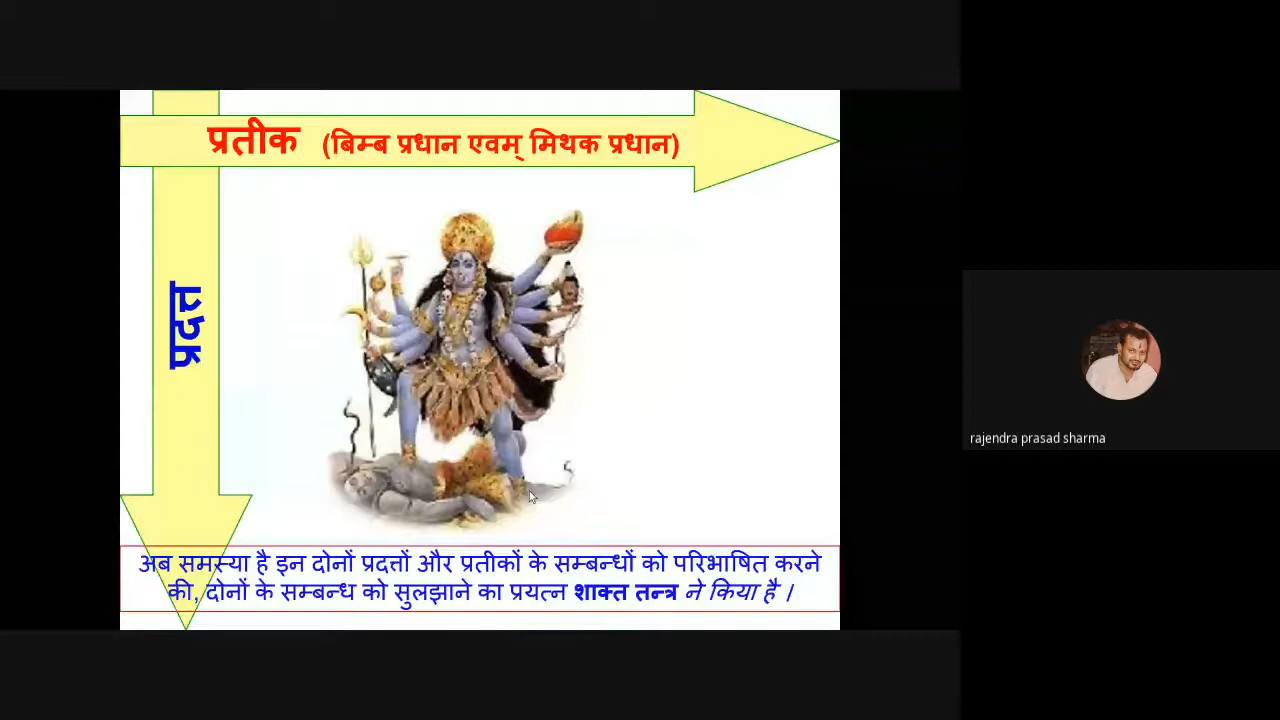 प्रतीक (बिम्ब प्रधान एवम् मिथक प्रधान)
प्रदत्त
अब समस्या है इन दोनों प्रदत्तों और प्रतीकों के सम्बन्धों को परिभाषित करने
की, दोनों के सम्बन्ध को सुलझाने का प्रयत्न शाक्त तन्त्र ने किया है ।
rajendra prasad sharma